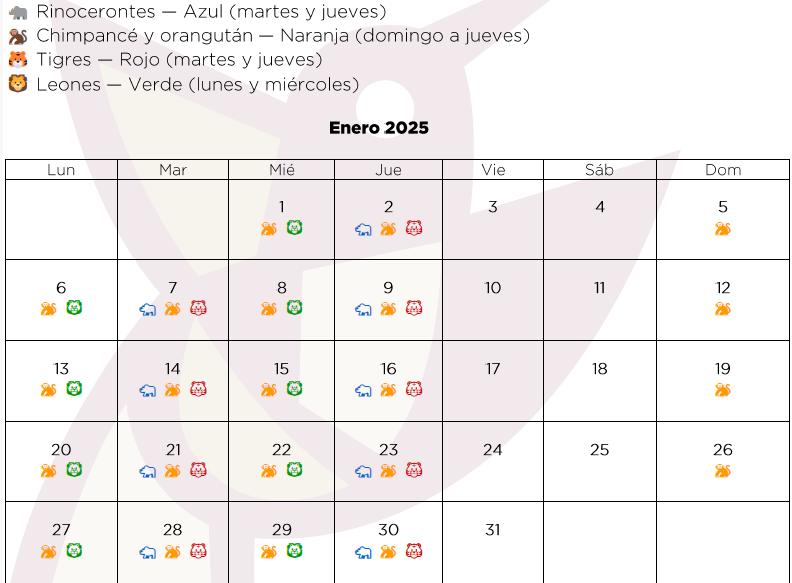 Rinocerontes — Azul (martes y jueves)
Chimpancé y orangután — Naranja (domingo a jueves)
Tigres — Rojo (martes y jueves)
Leones — Verde (lunes y miércoles)
Enero 2025
Lun Mar Mié Jue Vie Sáb Dom
1 2 3 4 5
6 7 8 9 10 11 12
13 14 15 16 17 18 19
20 21 22 23 24 25 26
27 28 29 30 31